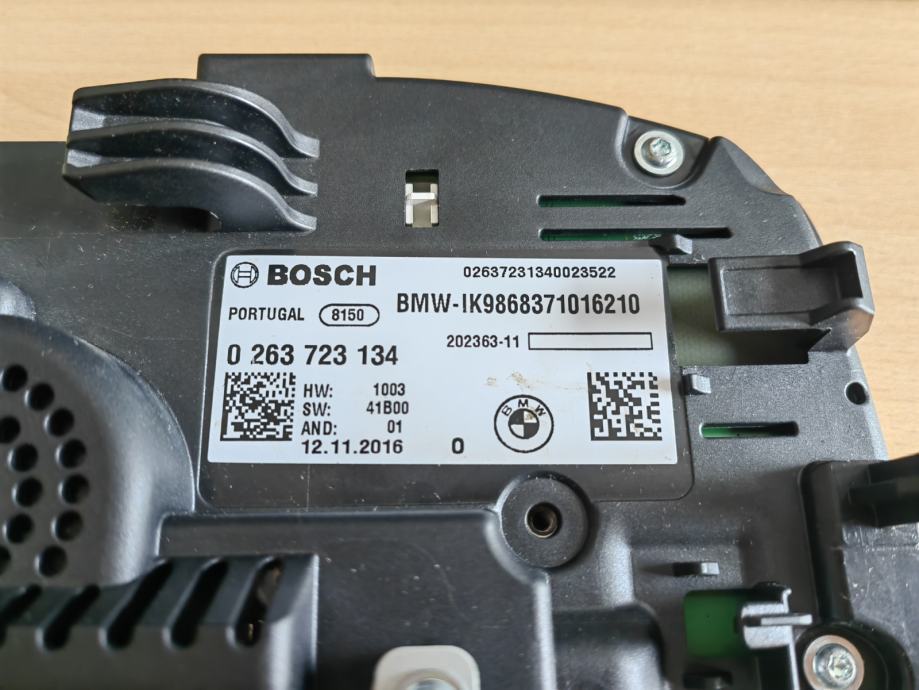 BOSCH
02637231340023522
PORTUGAL 8150
BMW-IK9868371016210
202363-11
0 263 723 134
HW: 1003
SW: 41B00
AND: 01
12.11.2016
0
BMW